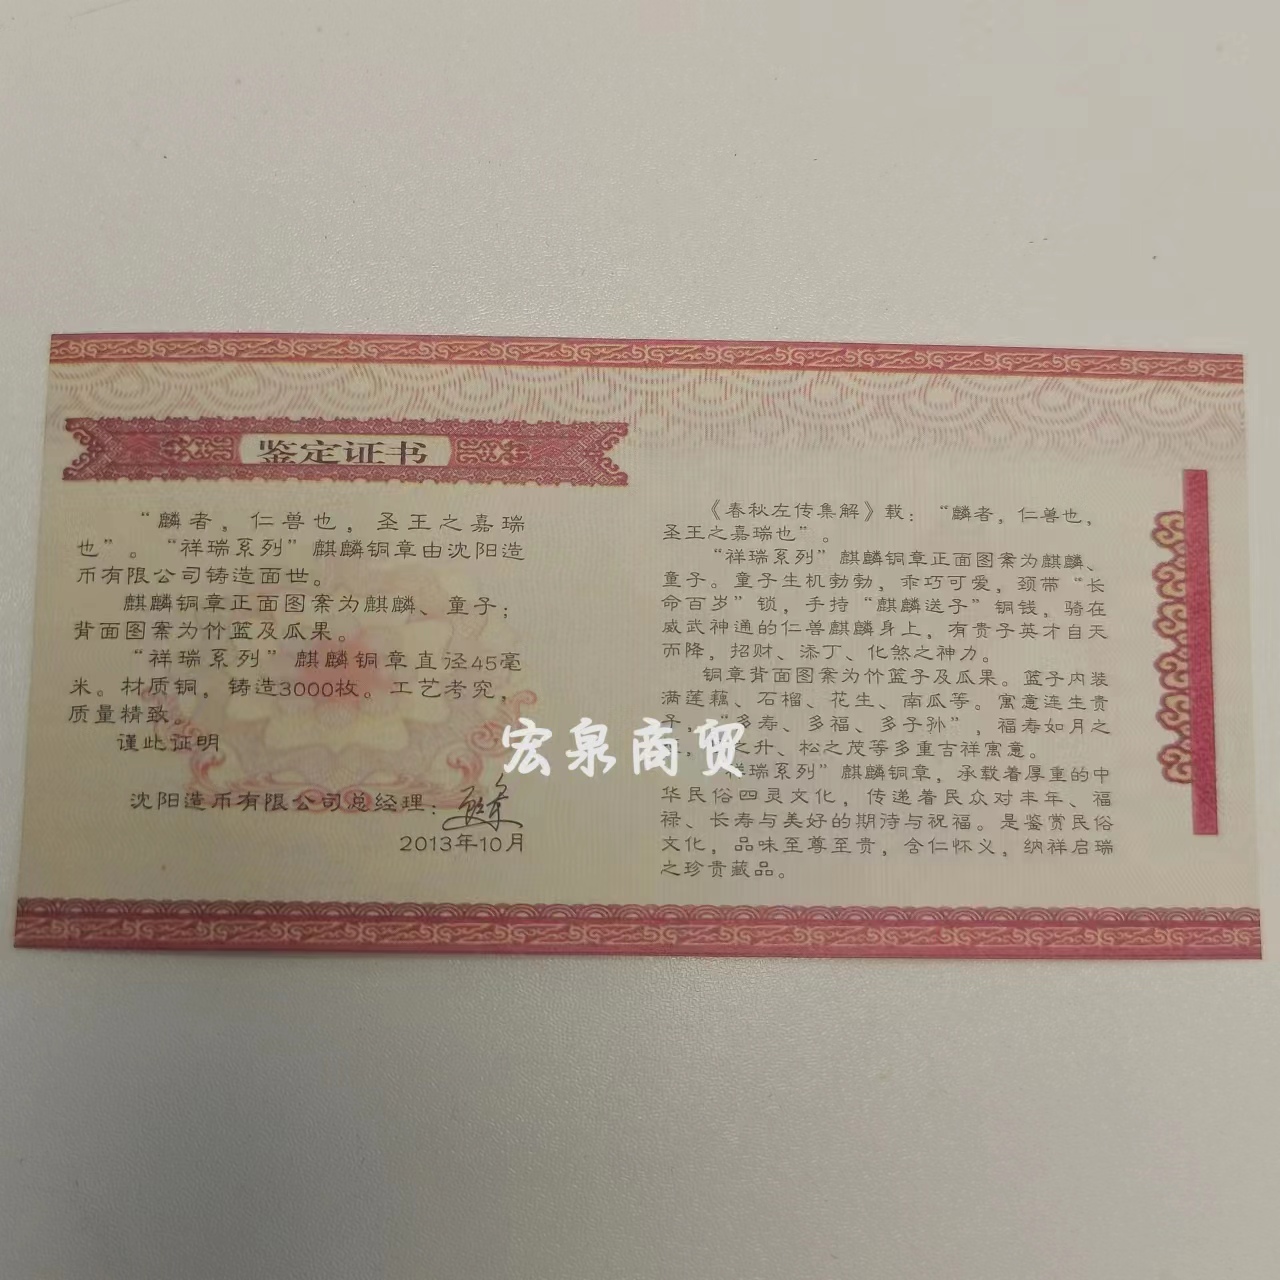 鉴定证书
“麟者，仁兽也，圣王之嘉瑞
也”。“祥瑞系列”麒麟铜章由沈阳造
币有限公司铸造面世。
麒麟铜章正面图案为麒麟、童子；
背面图案为竹篮及瓜果。
“祥瑞系列”麒麟铜章直径45毫
米。材质铜，铸造3000枚。工艺考究，
质量精致。
谨此证明
沈阳造币有限公司总经理：
2013年10月
《春秋左传集解》载：“麟者，仁兽也，
圣王之嘉瑞也”。
“祥瑞系列”麒麟铜章正面图案为麒麟、
童子。童子生机勃勃，乖巧可爱，颈带“长
命百岁”锁，手持“麒麟送子”铜钱，骑在
威武神通的仁兽麒麟身上，有贵子英才自天
而降，招财、添丁、化煞之神力。
铜章背面图案为竹篮子及瓜果。篮子内装
满莲藕、石榴、花生、南瓜等。寓意连生贵
子，“多寿、多福、多子孙”，福寿如月之
，之升、松之茂等多重吉祥寓意。
祥瑞系列”麒麟铜章，承载着厚重的中
华民俗四灵文化，传递着民众对丰年、福
禄、长寿与美好的期待与祝福。是鉴赏民俗
文化，品味至尊至贵，含仁怀义，纳祥启瑞
之珍贵藏品。
宏泉商贸